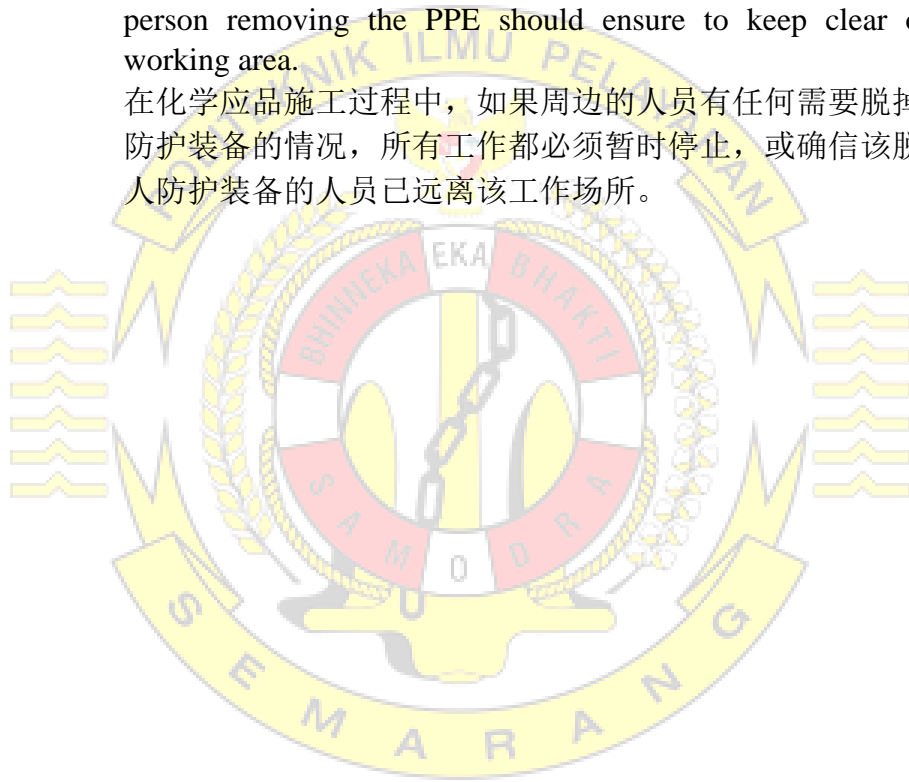 person removing the PPE should ensure to keep clear
working area.
在化学应品施工过程中，如果周边的人员有任何需要脱掉
防护装备的情况，所有工作都必须暂时停止，或确信该脱
人防护装备的人员已远离该工作场所。
POLITEKNIK ILMU PELAYARAN
BHINNEKA EKA BHAKTI
SAMODRA
SEMARANG